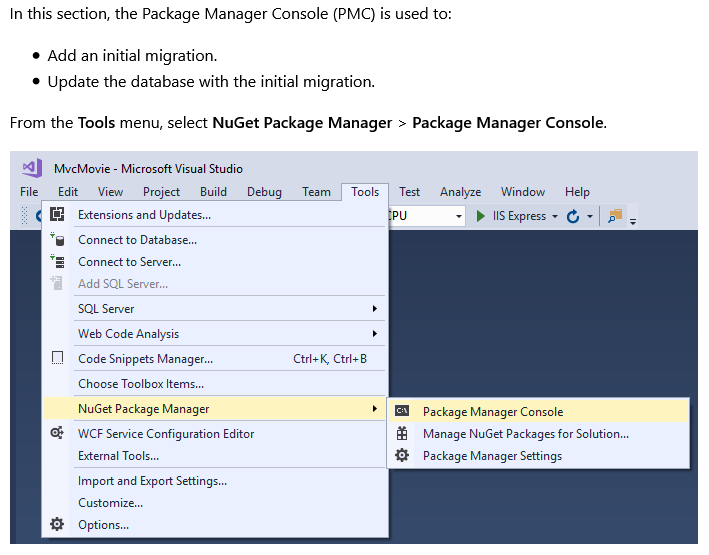 In this section, the Package Manager Console (PMC) is used to:
• Add an initial migration.
• Update the database with the initial migration.
From the Tools menu, select NuGet Package Manager > Package Manager Console.
MvcMovie - Microsoft Visual Studio
File Edit View Project Build Debug Team Tools Test Analyze Window Help
Extensions and Updates...
IIS Express
Connect to Database...
Connect to Server...
Add SQL Server...
SQL Server
Web Code Analysis
Code Snippets Manager... Ctrl+K, Ctrl+B
Choose Toolbox Items...
NuGet Package Manager
Package Manager Console
WCF Service Configuration Editor
Manage NuGet Packages for Solution...
External Tools...
Package Manager Settings
Import and Export Settings...
Customize...
Options...